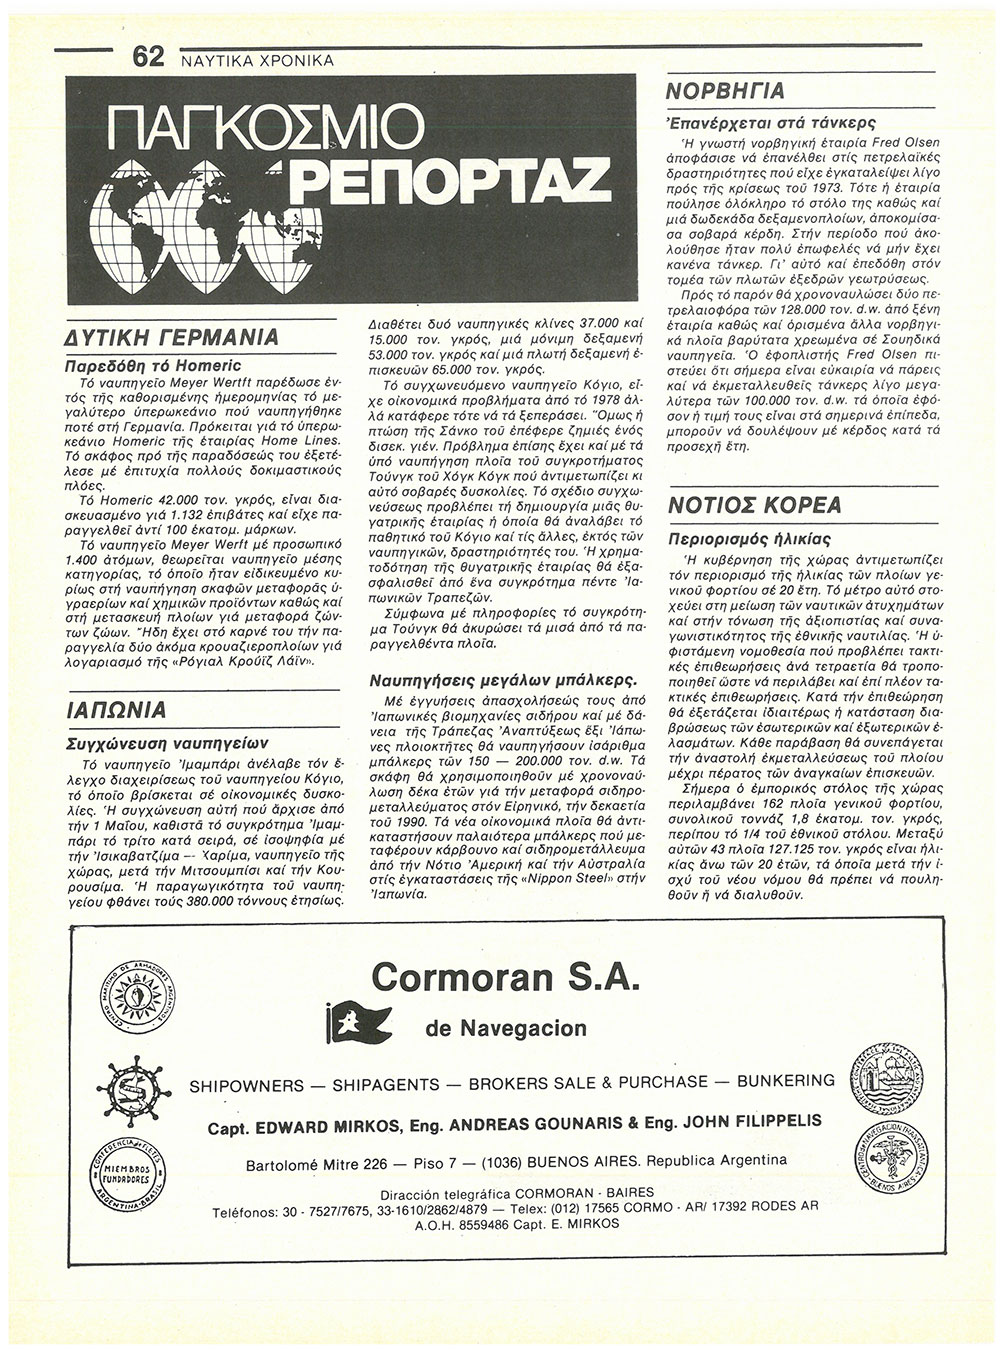 62 ΝΑΥΤΙΚΑ ΧΡΟΝΙΚΑ
ΠΑΓΚΟΣΜΙΟ
ΡΕΠΟΡΤΑΖ
ΔΥΤΙΚΗ ΓΕΡΜΑΝΙΑ
Παρεδόθη τό Homeric
Τό ναυπηγεῖο Meyer Wertft παρέδωσε ἐν-
τός τῆς καθορισμένης ἡμερομηνίας τό με-
γαλύτερο ὑπερωκεάνιο πού ναυπηγήθηκε
ποτέ στή Γερμανία. Πρόκειται γιά τό ὑπερω-
κεάνιο Homeric τῆς ἑταιρίας Home Lines.
Τό σκάφος πρό τῆς παραδόσεώς του ἐξετέ-
λεσε μέ ἐπιτυχία πολλούς δοκιμαστικούς
πλόες.
Τό Homeric 42.000 τον. γκρός, εἶναι δια-
σκευασμένο γιά 1.132 ἐπιβάτες καί εἶχε πα-
ραγγελθεῖ ἀντί 100 ἑκατομ. μάρκων.
Τό ναυπηγεῖο Meyer Werft μέ προσωπικό
1.400 ἀτόμων, θεωρεῖται ναυπηγεῖο μέσης
κατηγορίας, τό ὁποῖο ἦταν εἰδικευμένο κυ-
ρίως στή ναυπήγηση σκαφῶν μεταφορᾶς ὑ-
γραερίων καί χημικῶν προϊόντων καθώς καί
στή μετασκευή πλοίων γιά μεταφορά ζών-
των ζώων. Ἤδη ἔχει στό καρνέ του τήν πα-
ραγγελία δύο ἀκόμα κρουαζιεροπλοίων γιά
λογαριασμό τῆς «Ρόγιαλ Κρούϊζ Λάϊν».
ΙΑΠΩΝΙΑ
Συγχώνευση ναυπηγείων
Τό ναυπηγεῖο Ἰμαμπάρι ἀνέλαβε τόν ἔ-
λεγχο διαχειρίσεως τοῦ ναυπηγείου Κόγιο,
τό ὁποῖο βρίσκεται σέ οἰκονομικές δυσκο-
λίες. Ἡ συγχώνευση αὐτή πού ἄρχισε ἀπό
τήν 1 Μαΐου, καθιστᾶ τό συγκρότημα Ἰμαμ-
πάρι τό τρίτο κατά σειρά, σέ ἰσοψηφία μέ
τήν Ἰσικαβατζίμα — Χαρίμα, ναυπηγεῖο τῆς
χώρας, μετά τήν Μιτσουμπίσι καί τήν Κου-
ρουσίμα. Ἡ παραγωγικότητα τοῦ ναυπη-
γείου φθάνει τούς 380.000 τόννους ἐτησίως.
Διαθέτει δυό ναυπηγικές κλίνες 37.000 καί
15.000 τον. γκρός, μιά μόνιμη δεξαμενή
53.000 τον. γκρός καί μιά πλωτή δεξαμενή ἐ-
πισκευῶν 65.000 τον. γκρός.
Τό συγχωνευόμενο ναυπηγεῖο Κόγιο, εἶ-
χε οἰκονομικά προβλήματα ἀπό τό 1978 ἀλ-
λά κατάφερε τότε νά τά ξεπεράσει. Ὅμως ἡ
πτώση τῆς Σάνκο τοῦ ἐπέφερε ζημιές ἑνός
δισεκ. γιέν. Πρόβλημα ἐπίσης ἔχει καί μέ τά
ὑπό ναυπήγηση πλοῖα τοῦ συγκροτήματος
Τούνγκ τοῦ Χόγκ Κόγκ πού ἀντιμετωπίζει κι
αὐτό σοβαρές δυσκολίες. Τό σχέδιο συγχω-
νεύσεως προβλέπει τή δημιουργία μιᾶς θυ-
γατρικῆς ἑταιρίας ἡ ὁποία θά ἀναλάβει τό
παθητικό τοῦ Κόγιο καί τίς ἄλλες, ἐκτός τῶν
ναυπηγικῶν, δραστηριότητές του. Ἡ χρημα-
τοδότηση τῆς θυγατρικῆς ἑταιρίας θά ἐξα-
σφαλισθεῖ ἀπό ἕνα συγκρότημα πέντε Ἰα-
πωνικῶν Τραπεζῶν.
Σύμφωνα μέ πληροφορίες τό συγκρότη-
μα Τούνγκ θά ἀκυρώσει τά μισά ἀπό τά πα-
ραγγελθέντα πλοῖα.
Ναυπηγήσεις μεγάλων μπάλκερς.
Μέ ἐγγυήσεις ἀπασχολήσεώς τους ἀπό
Ἰαπωνικές βιομηχανίες σιδήρου καί μέ δά-
νεια τῆς Τράπεζας Ἀναπτύξεως ἕξι Ἰάπω-
νες πλοιοκτῆτες θά ναυπηγήσουν ἰσάριθμα
μπάλκερς τῶν 150 — 200.000 τον. d.w. Τά
σκάφη θά χρησιμοποιηθοῦν μέ χρονοναύ-
λωση δέκα ἐτῶν γιά τήν μεταφορά σιδηρο-
μεταλλεύματος στόν Εἰρηνικό, τήν δεκαετία
τοῦ 1990. Τά νέα οἰκονομικά πλοῖα θά ἀντι-
καταστήσουν παλαιότερα μπάλκερς πού με-
ταφέρουν κάρβουνο καί σιδηρομετάλλευμα
ἀπό τήν Νότιο Ἀμερική καί τήν Αὐστραλία
στίς ἐγκαταστάσεις τῆς «Nippon Steel» στήν
Ἰαπωνία.
ΝΟΡΒΗΓΙΑ
Ἐπανέρχεται στά τάνκερς
Ἡ γνωστή νορβηγική ἑταιρία Fred Olsen
ἀποφάσισε νά ἐπανέλθει στίς πετρελαϊκές
δραστηριότητες πού εἶχε ἐγκαταλείψει λίγο
πρός τῆς κρίσεως τοῦ 1973. Τότε ἡ ἑταιρία
πούλησε ὁλόκληρο τό στόλο της καθώς καί
μιά δωδεκάδα δεξαμενοπλοίων, ἀποκομίσα-
σα σοβαρά κέρδη. Στήν περίοδο πού ἀκο-
λούθησε ἦταν πολύ ἐπωφελές νά μήν ἔχει
κανένα τάνκερ. Γι' αὐτό καί ἐπεδόθη στόν
τομέα τῶν πλωτῶν ἐξεδρῶν γεωτρύσεως.
Πρός τό παρόν θά χρονοναυλώσει δύο πε-
τρελαιοφόρα τῶν 128.000 τον. d.w. ἀπό ξένη
ἑταιρία καθώς καί ὁρισμένα ἄλλα νορβηγι-
κά πλοῖα βαρύτατα χρεωμένα σέ Σουηδικά
ναυπηγεῖα. Ὁ ἐφοπλιστής Fred Olsen πι-
στεύει ὅτι σήμερα εἶναι εὐκαιρία νά πάρεις
καί νά ἐκμεταλλευθεῖς τάνκερς λίγο μεγα-
λύτερα τῶν 100.000 τον. d.w. τά ὁποῖα ἐφό-
σον ἡ τιμή τους εἶναι στά σημερινά ἐπίπεδα,
μποροῦν νά δουλέψουν μέ κέρδος κατά τά
προσεχῆ ἔτη.
ΝΟΤΙΟΣ ΚΟΡΕΑ
Περιορισμός ἡλικίας
Ἡ κυβέρνηση τῆς χώρας ἀντιμετωπίζει
τόν περιορισμό τῆς ἡλικίας τῶν πλοίων γε-
νικοῦ φορτίου σέ 20 ἔτη. Τό μέτρο αὐτό στο-
χεύει στη μείωση τῶν ναυτικῶν ἀτυχημάτων
καί στήν τόνωση τῆς ἀξιοπιστίας καί συνα-
γωνιστικότητος τῆς ἐθνικῆς ναυτιλίας. Ἡ ὑ-
φιστάμενη νομοθεσία πού προβλέπει τακτι-
κές ἐπιθεωρήσεις ἀνά τετραετία θά τροπο-
ποιηθεῖ ὥστε νά περιλάβει καί ἐπί πλέον τα-
κτικές ἐπιθεωρήσεις. Κατά τήν ἐπιθεώρηση
θά ἐξετάζεται ἰδιαιτέρως ἡ κατάσταση δια-
βρώσεως τῶν ἐσωτερικῶν καί ἐξωτερικῶν ἐ-
λασμάτων. Κάθε παράβαση θά συνεπάγεται
τήν ἀναστολή ἐκμεταλλεύσεως τοῦ πλοίου
μέχρι πέρατος τῶν ἀναγκαίων ἐπισκευῶν.
Σήμερα ὁ ἐμπορικός στόλος τῆς χώρας
περιλαμβάνει 162 πλοῖα γενικοῦ φορτίου,
συνολικοῦ τοννάζ 1,8 ἑκατομ. τον. γκρός,
περίπου τό 1/4 τοῦ ἐθνικοῦ στόλου. Μεταξύ
αὐτῶν 43 πλοῖα 127.125 τον. γκρός εἶναι ἡλι-
κίας ἄνω τῶν 20 ἐτῶν, τά ὁποῖα μετά τήν ἰ-
σχύ τοῦ νέου νόμου θά πρέπει νά πουλη-
θοῦν ἤ νά διαλυθοῦν.
Cormoran S.A.
de Navegacion
SHIPOWNERS — SHIPAGENTS — BROKERS SALE & PURCHASE — BUNKERING
Capt. EDWARD MIRKOS, Eng. ANDREAS GOUNARIS & Eng. JOHN FILIPPELIS
Bartolomé Mitre 226 — Piso 7 — (1036) BUENOS AIRES. Republica Argentina
Diracción telegráfica CORMORAN - BAIRES
Teléfonos: 30 - 7527/7675, 33-1610/2862/4879 — Telex: (012) 17565 CORMO - AR/ 17392 RODES AR
A.O.H. 8559486 Capt. E. MIRKOS
CENTRO MARITIMO DE ARMADORES ARGENTINOS
CONFERENCIA de FLETES
MIEMBROS
FUNDADORES
ARGENTINA-BRASIL
CENTRO de NAVEGACION TRANSATLANTICA
BUENOS AIRES